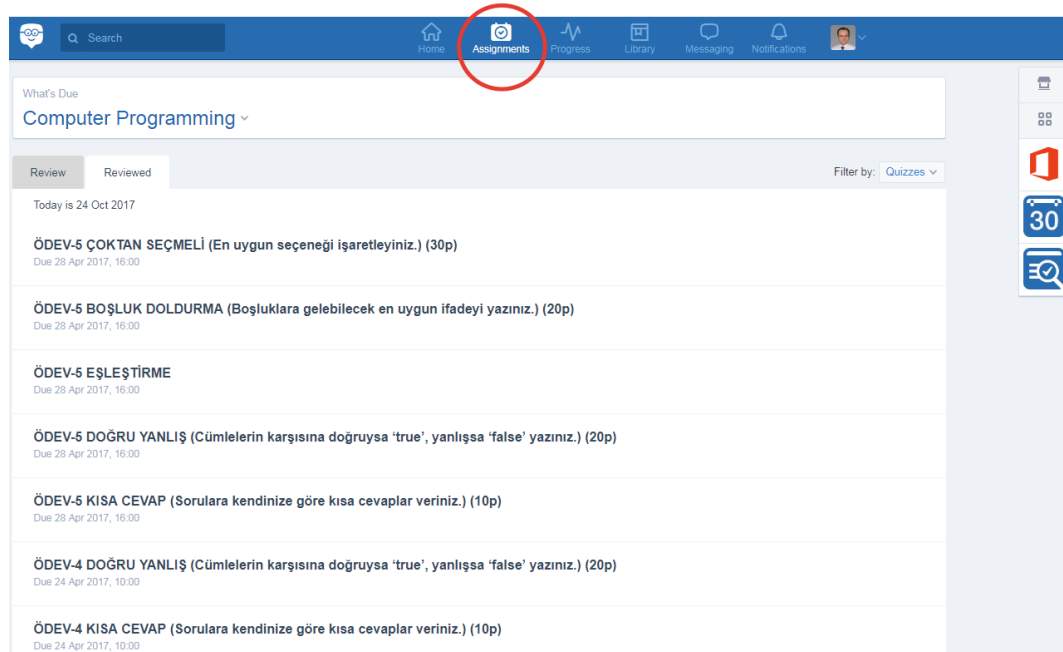 Search
Home
Assignments
Progress
Library
Messaging
Notifications
What's Due
Computer Programming
Review
Reviewed
Filter by:
Quizzes
Today is 24 Oct 2017
30
ÖDEV-5 ÇOKTAN SEÇMELİ (En uygun seçeneği işaretleyiniz.) (30p)
Due 28 Apr 2017, 16:00
ÖDEV-5 BOŞLUK DOLDURMA (Boşluklara gelebilecek en uygun ifadeyi yazınız.) (20p)
Due 28 Apr 2017, 16:00
ÖDEV-5 EŞLEŞTİRME
Due 28 Apr 2017, 16:00
ÖDEV-5 DOĞRU YANLIŞ (Cümlelerin karşısına doğruysa ‘true’, yanlışsa ‘false’ yazınız.) (20p)
Due 28 Apr 2017, 16:00
ÖDEV-5 KISA CEVAP (Sorulara kendinize göre kısa cevaplar veriniz.) (10p)
Due 28 Apr 2017, 16:00
ÖDEV-4 DOĞRU YANLIŞ (Cümlelerin karşısına doğruysa ‘true’, yanlışsa ‘false’ yazınız.) (20p)
Due 24 Apr 2017, 10:00
ÖDEV-4 KISA CEVAP (Sorulara kendinize göre kısa cevaplar veriniz.) (10p)
Due 24 Apr 2017, 10:00